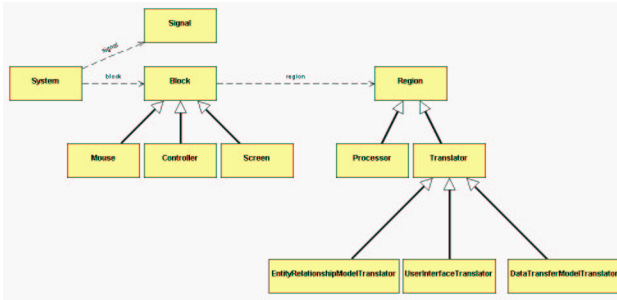 Signal
Signal
System
block
Block
region
Region
Mouse
Controller
Screen
Processor
Translator
EntityRelationshipModelTranslator
UserInterfaceTranslator
DataTransferModelTranslator